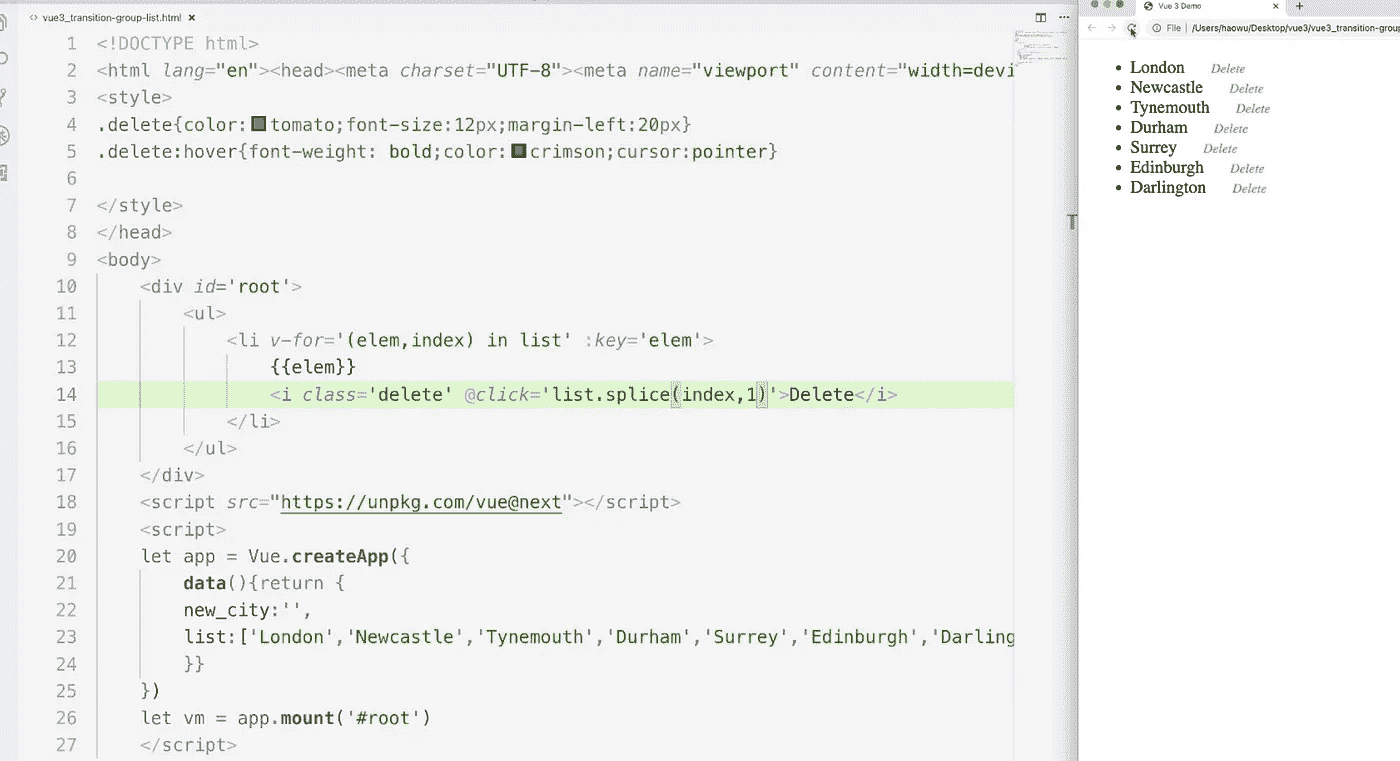 vue3_transition-group-list.html
1 <!DOCTYPE html>
2 <html lang="en"><head><meta charset="UTF-8"><meta name="viewport" content="width=devi
3 <style>
4 .delete{color:tomato;font-size:12px;margin-left:20px}
5 .delete:hover{font-weight: bold;color:crimson;cursor:pointer}
6
7 </style>
8 </head>
9 <body>
10 <div id='root'>
11 <ul>
12 <li v-for='(elem,index) in list' :key='elem'>
13 {{elem}}
14 <i class='delete' @click='list.splice(index,1)'>Delete</i>
15 </li>
16 </ul>
17 </div>
18 <script src="https://unpkg.com/vue@next"></script>
19 <script>
20 let app = Vue.createApp({
21 data(){return {
22 new_city:'',
23 list:['London','Newcastle','Tynemouth','Durham','Surrey','Edinburgh','Darling
24 }}
25 })
26 let vm = app.mount('#root')
27 </script>
Vue 3 Demo
File | /Users/haowu/Desktop/vue3/vue3_transition-group
London Delete
Newcastle Delete
Tynemouth Delete
Durham Delete
Surrey Delete
Edinburgh Delete
Darlington Delete